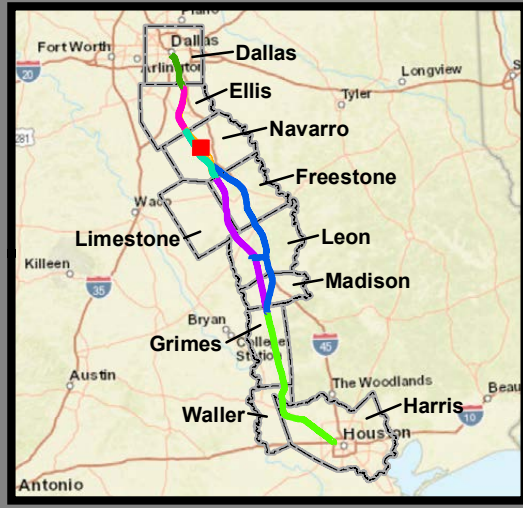 Plano
Fort Worth
Dallas
Dallas
Arlington
20
Longview
Ellis
Tyler
281
Navarro
Freestone
Waco
Limestone
Leon
Killeen
Madison
35
Bryan
Grimes
College
Station
45
Austin
The Woodlands
Harris
Waller
Beau
10
Houston
Antonio